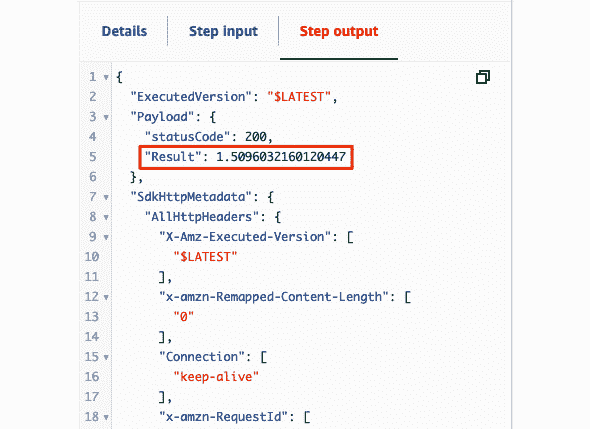 Details Step input Step output
1 {
2 "ExecutedVersion": "$LATEST",
3 "Payload": {
4 "statusCode": 200,
5 "Result": 1.5096032160120447
6 },
7 "SdkHttpMetadata": {
8 "AllHttpHeaders": {
9 "X-Amz-Executed-Version": [
10 "$LATEST"
11 ],
12 "x-amzn-Remapped-Content-Length": [
13 "0"
14 ],
15 "Connection": [
16 "keep-alive"
17 ],
18 "x-amzn-RequestId": [